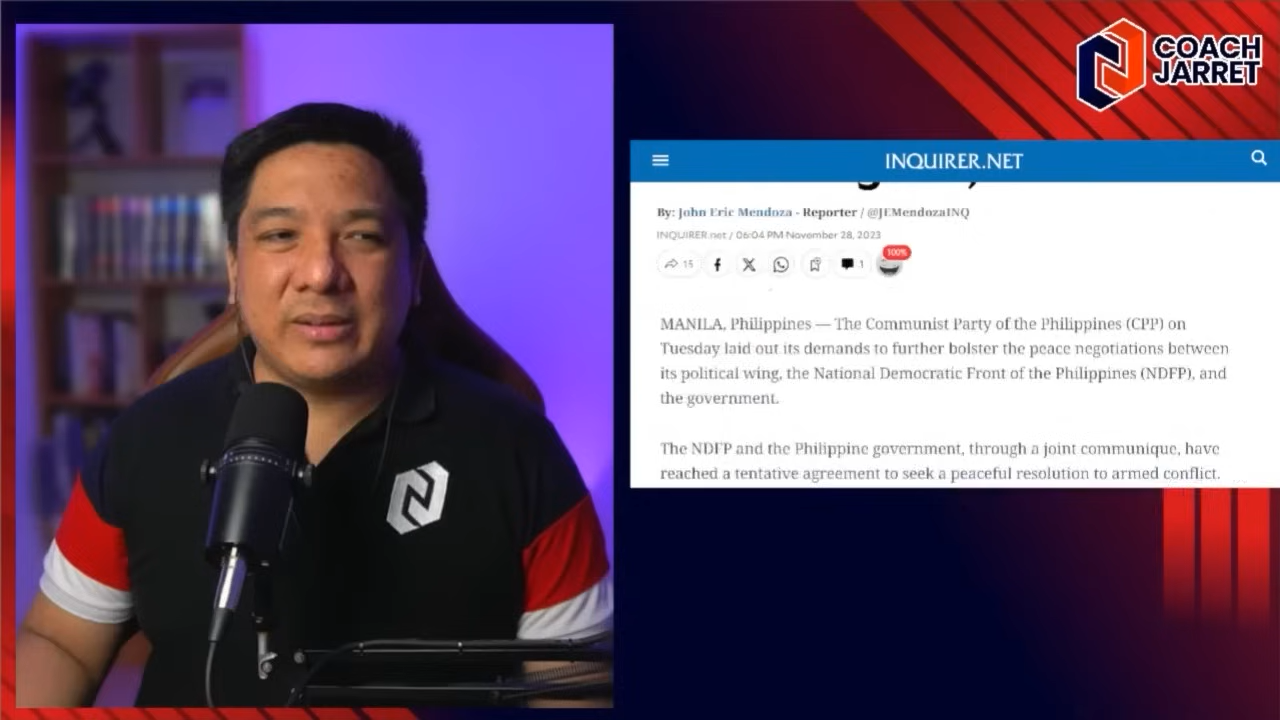 COACH
JARRET
INQUIRER.NET
By: John Eric Mendoza - Reporter / @JEMendozaINQ
INQUIRER.net / 06:04 PM November 28, 2023
15
1
100%
MANILA, Philippines — The Communist Party of the Philippines (CPP) on
Tuesday laid out its demands to further bolster the peace negotiations between
its political wing, the National Democratic Front of the Philippines (NDFP), and
the government.
The NDFP and the Philippine government, through a joint communique, have
reached a tentative agreement to seek a peaceful resolution to armed conflict.